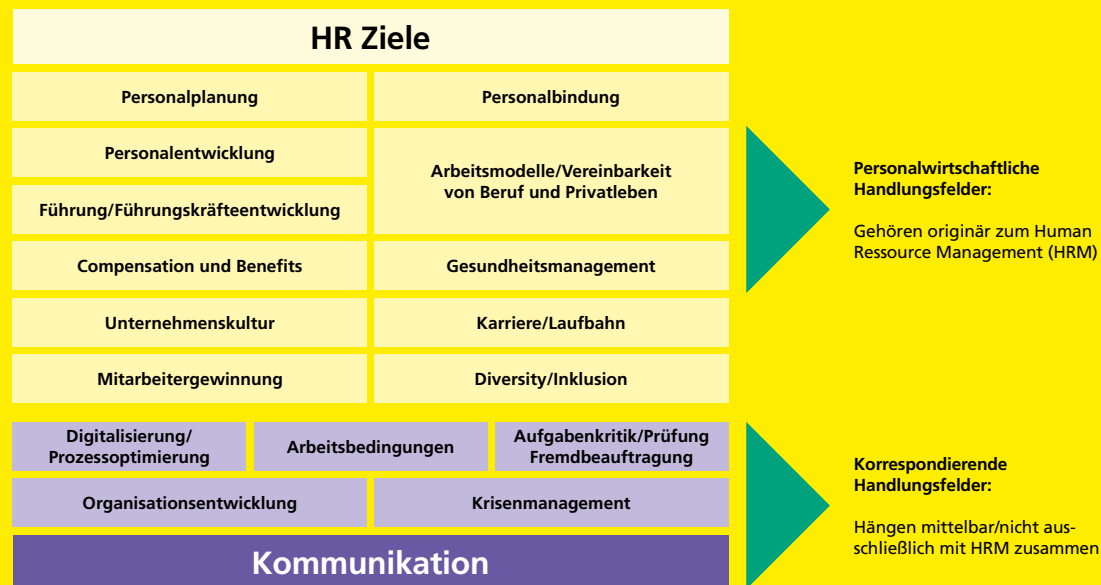 HR Ziele
Personalplanung
Personalbindung
Personalentwicklung
Arbeitsmodelle/Vereinbarkeit
von Beruf und Privatleben
Führung/Führungskräfteentwicklung
Compensation und Benefits
Gesundheitsmanagement
Unternehmenskultur
Karriere/Laufbahn
Mitarbeitergewinnung
Diversity/Inklusion
Personalwirtschaftliche
Handlungsfelder:
Gehören originär zum Human
Ressource Management (HRM)
Digitalisierung/
Prozessoptimierung
Arbeitsbedingungen
Aufgabenkritik/Prüfung
Fremdbeauftragung
Organisationsentwicklung
Krisenmanagement
Kommunikation
Korrespondierende
Handlungsfelder:
Hängen mittelbar/nicht aus-
schließlich mit HRM zusammen